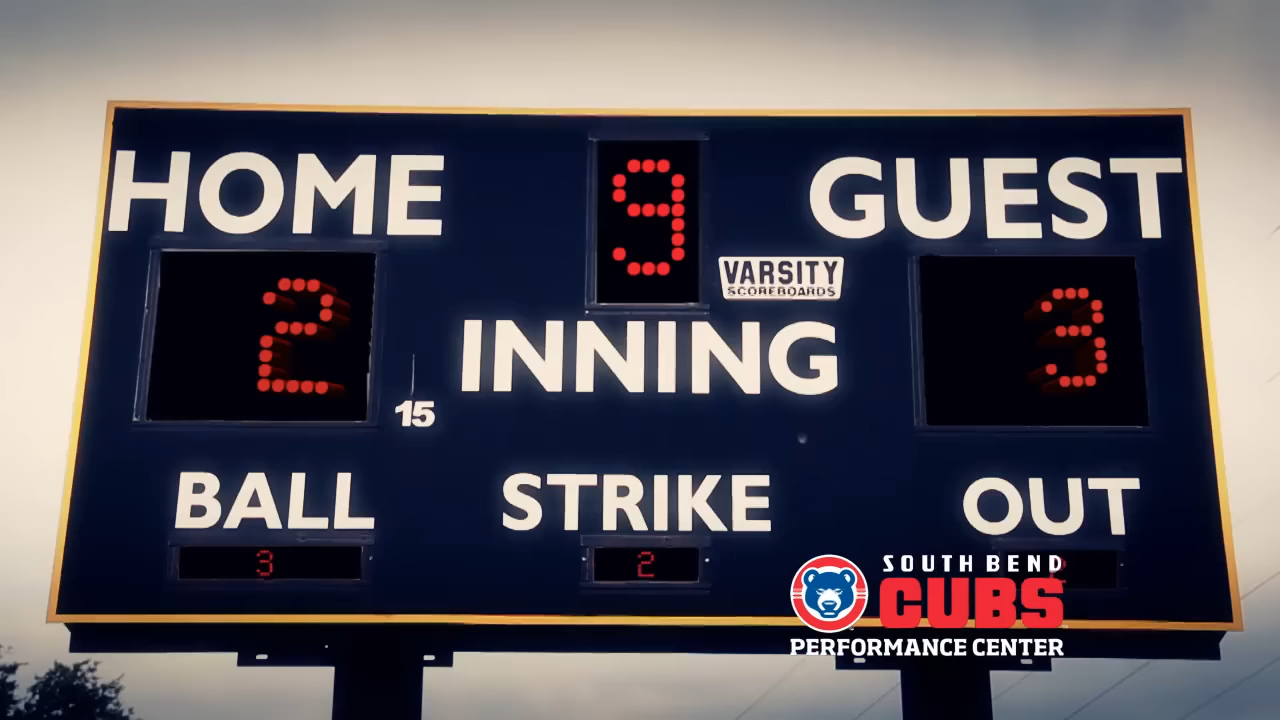 HOME 9 GUEST
VARSITY
SCOREBOARDS
2 INNING 3
15
BALL STRIKE OUT
3 2
SOUTH BEND
CUBS
PERFORMANCE CENTER